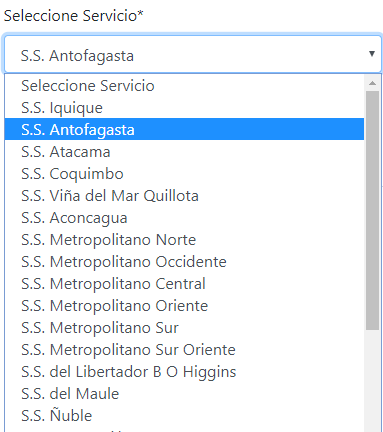 Seleccione Servicio*
S.S. Antofagasta
Seleccione Servicio
S.S. Iquique
S.S. Antofagasta
S.S. Atacama
S.S. Coquimbo
S.S. Viña del Mar Quillota
S.S. Aconcagua
S.S. Metropolitano Norte
S.S. Metropolitano Occidente
S.S. Metropolitano Central
S.S. Metropolitano Oriente
S.S. Metropolitano Sur
S.S. Metropolitano Sur Oriente
S.S. del Libertador B O Higgins
S.S. del Maule
S.S. Ñuble